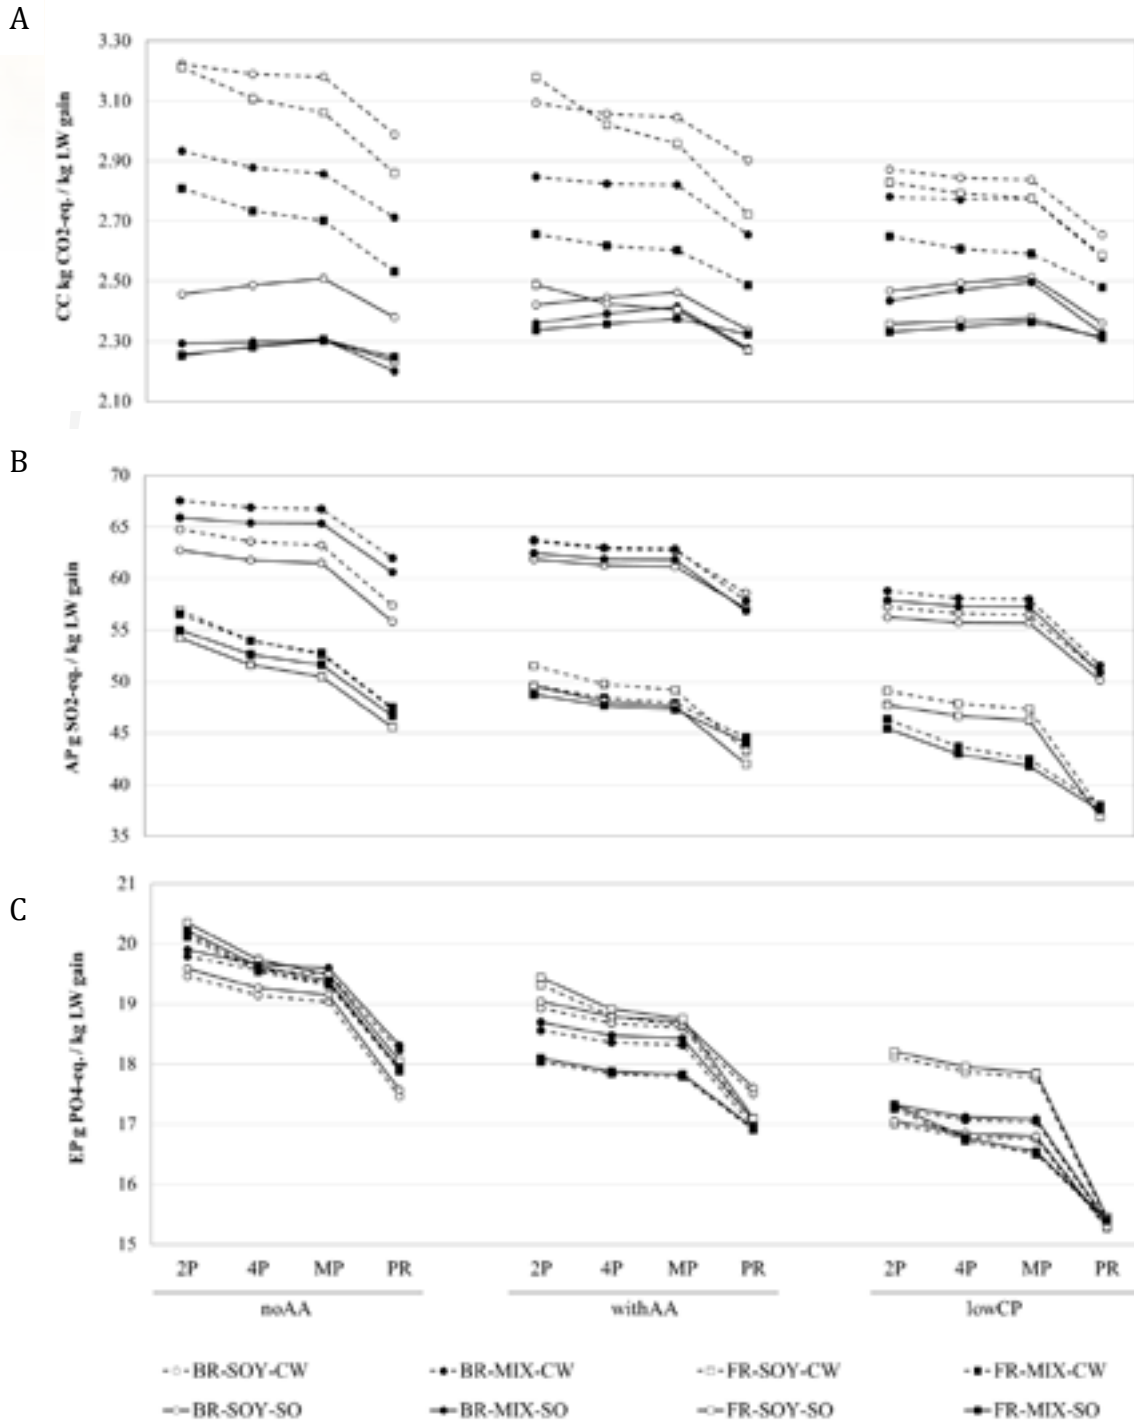 A
CC kg CO2-eq. / kg LW gain
3.30
3.10
2.90
2.70
2.50
2.30
2.10
B
AP g SO2-eq. / kg LW gain
70
65
60
55
50
45
40
35
C
EP g PO4-eq. / kg LW gain
21
20
19
18
17
16
15
2P 4P MP PR 2P 4P MP PR 2P 4P MP PR
noAA withAA lowCP
BR-SOY-CW BR-MIX-CW FR-SOY-CW FR-MIX-CW
BR-SOY-SO BR-MIX-SO FR-SOY-SO FR-MIX-SO